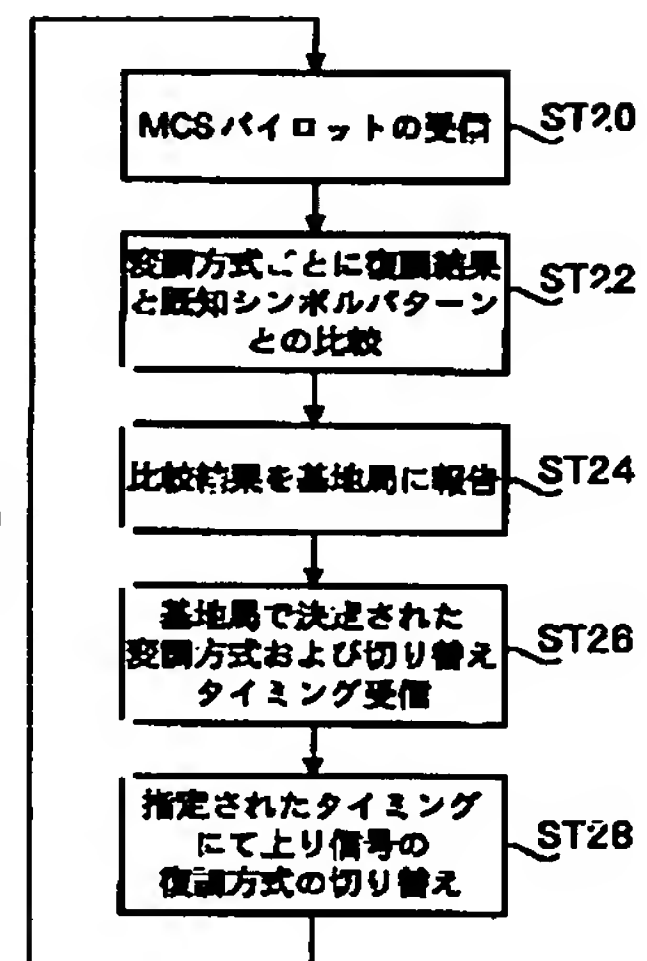 MCSパイロットの受信
ST20
変調方式ごとに復調結果
と既知シンボルパターン
との比較
ST22
比較結果を基地局に報告
ST24
基地局で決定された
変調方式および切り替え
タイミング受信
ST26
指定されたタイミング
にて上り信号の
復調方式の切り替え
ST28